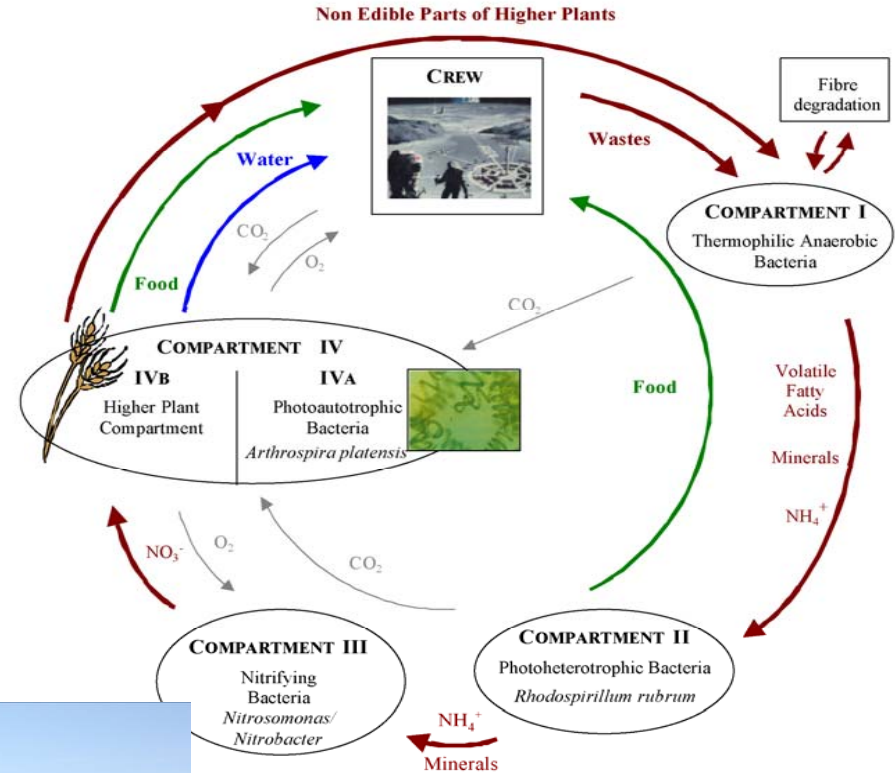 Non Edible Parts of Higher Plants
CREW
Fibre
degradation
Wastes
Water
COMPARTMENT I
Thermophilic Anaerobic
Bacteria
CO₂
O₂
Food
CO₂
COMPARTMENT IV
IVB
Higher Plant
Compartment
IVA
Photoautotrophic
Bacteria
Arthrospira platensis
Food
Volatile
Fatty
Acids
Minerals
NH₄⁺
NO₃⁻
O₂
CO₂
COMPARTMENT III
Nitrifying
Bacteria
Nitrosomonas/
Nitrobacter
COMPARTMENT II
Photoheterotrophic Bacteria
Rhodospirillum rubrum
NH₄⁺
Minerals